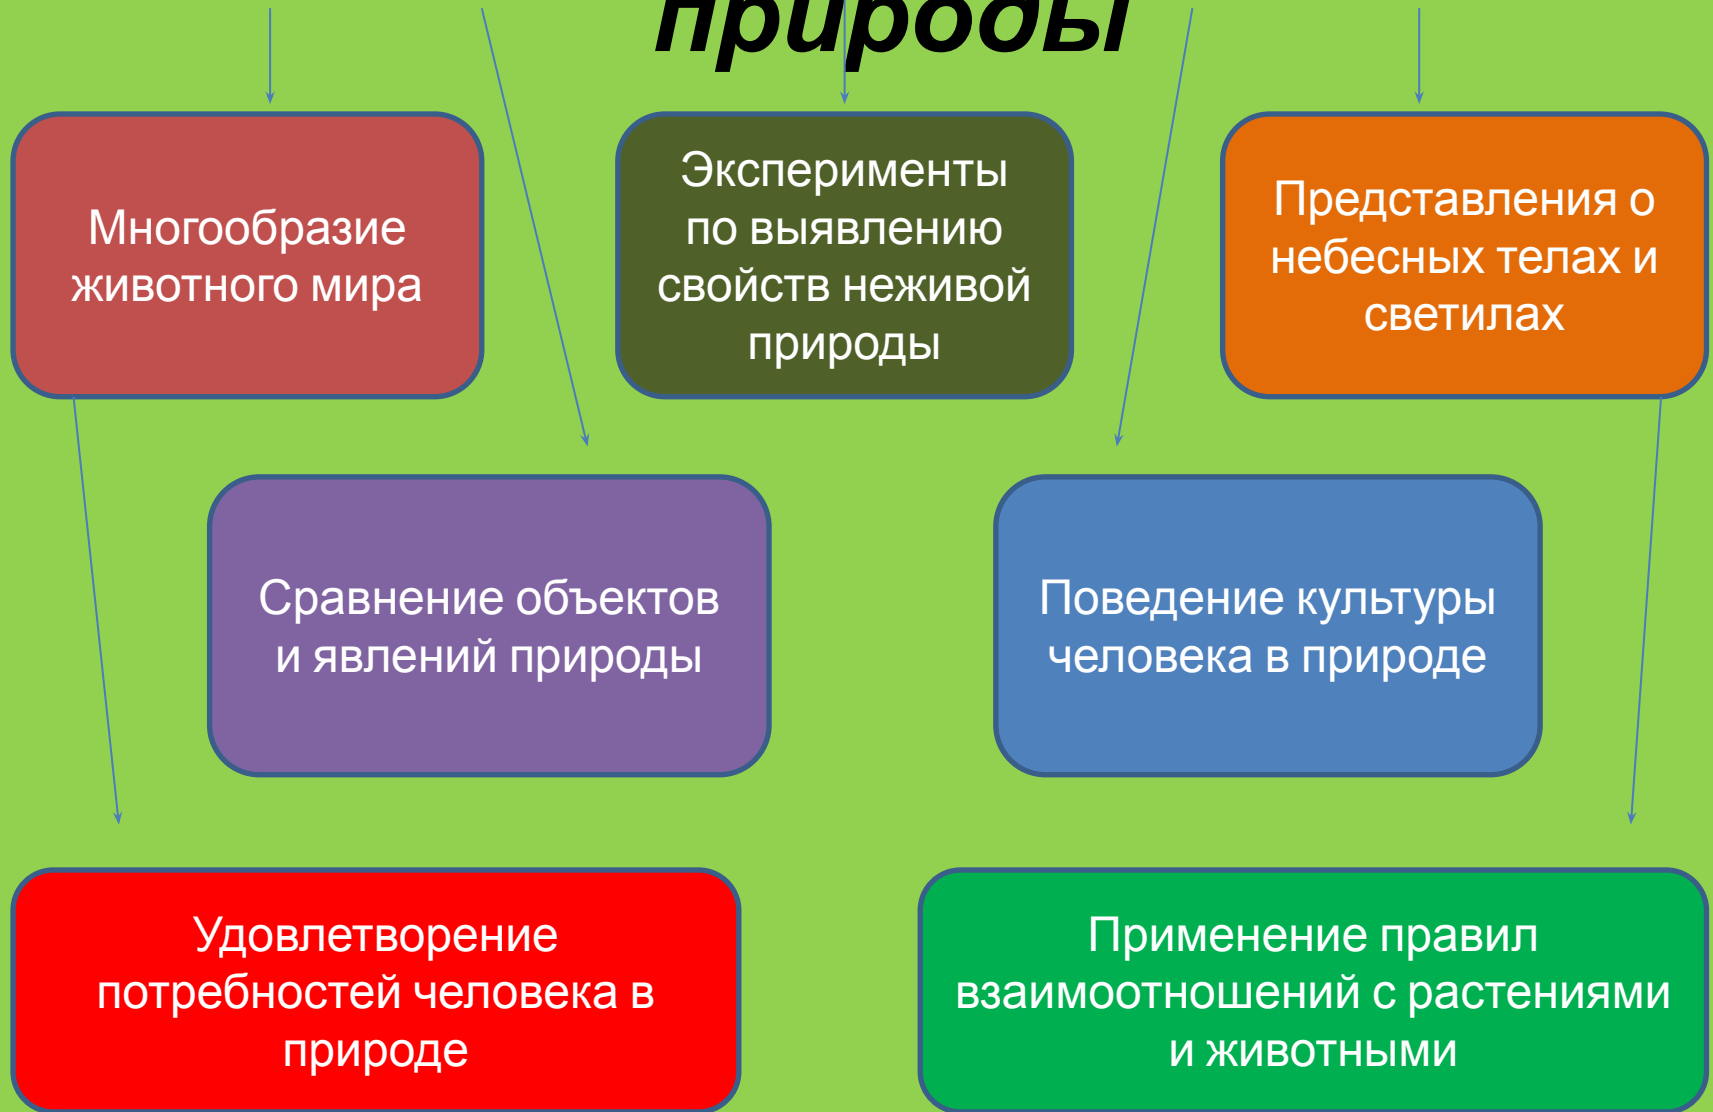 природы
Многообразие
животного мира
Эксперименты
по выявлению
свойств неживой
природы
Представления о
небесных телах и
светилах
Сравнение объектов
и явлений природы
Поведение культуры
человека в природе
Удовлетворение
потребностей человека в
природе
Применение правил
взаимоотношений с растениями
и животными